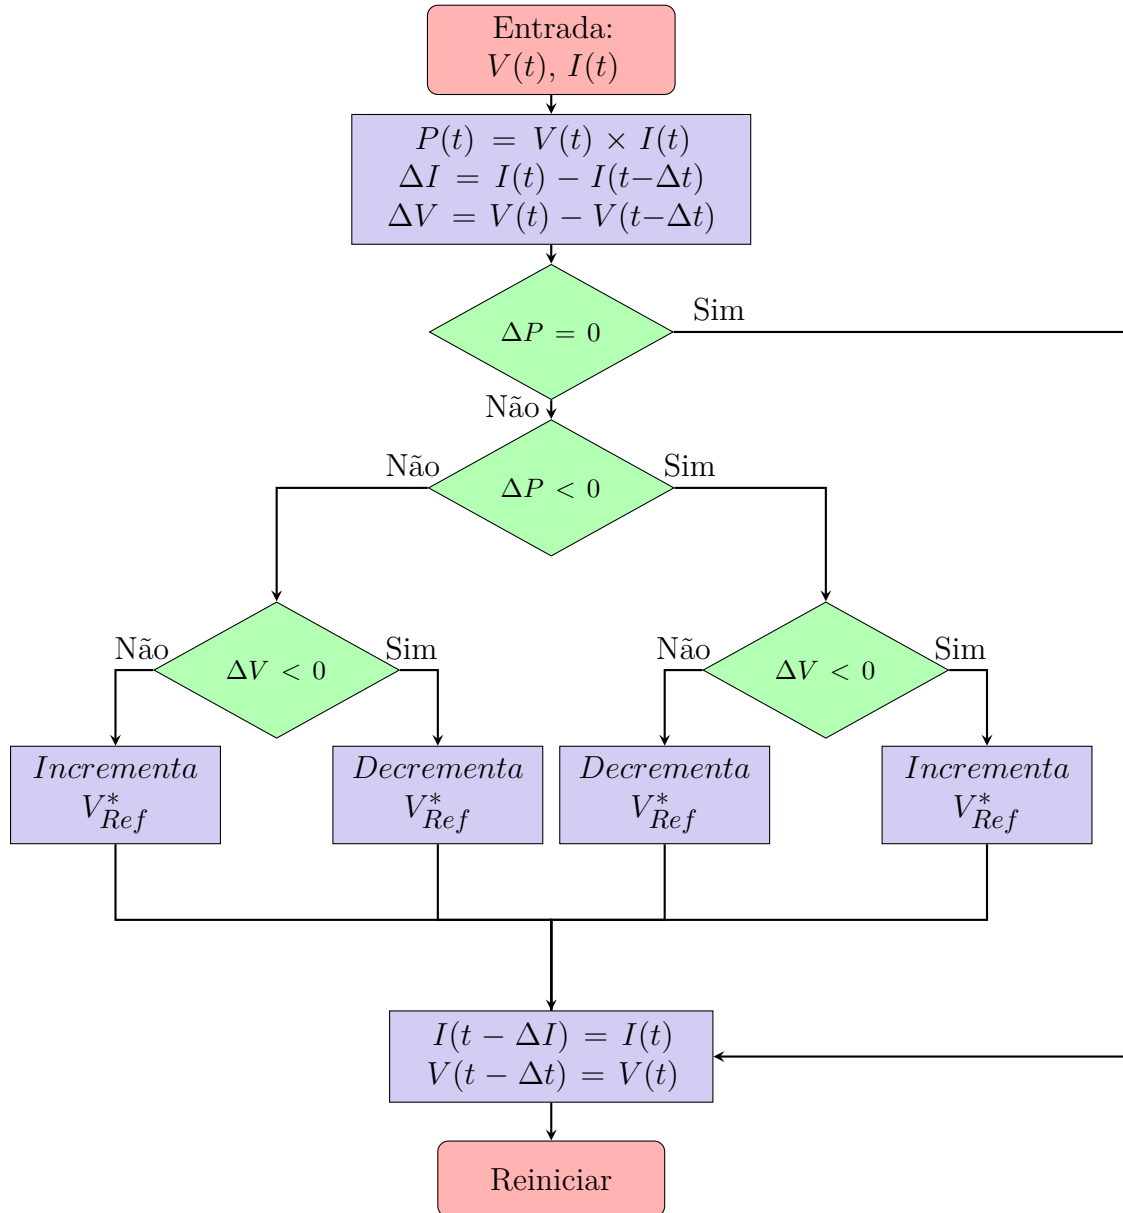 Entrada:
V(t), I(t)
P(t) = V(t) × I(t)
ΔI = I(t) − I(t−Δt)
ΔV = V(t) − V(t−Δt)
ΔP = 0
Sim
Não
ΔP < 0
Não
Sim
ΔV < 0
Não
Sim
ΔV < 0
Não
Sim
Incrementa
V*Ref
Decrementa
V*Ref
Decrementa
V*Ref
Incrementa
V*Ref
I(t − ΔI) = I(t)
V(t − Δt) = V(t)
Reiniciar